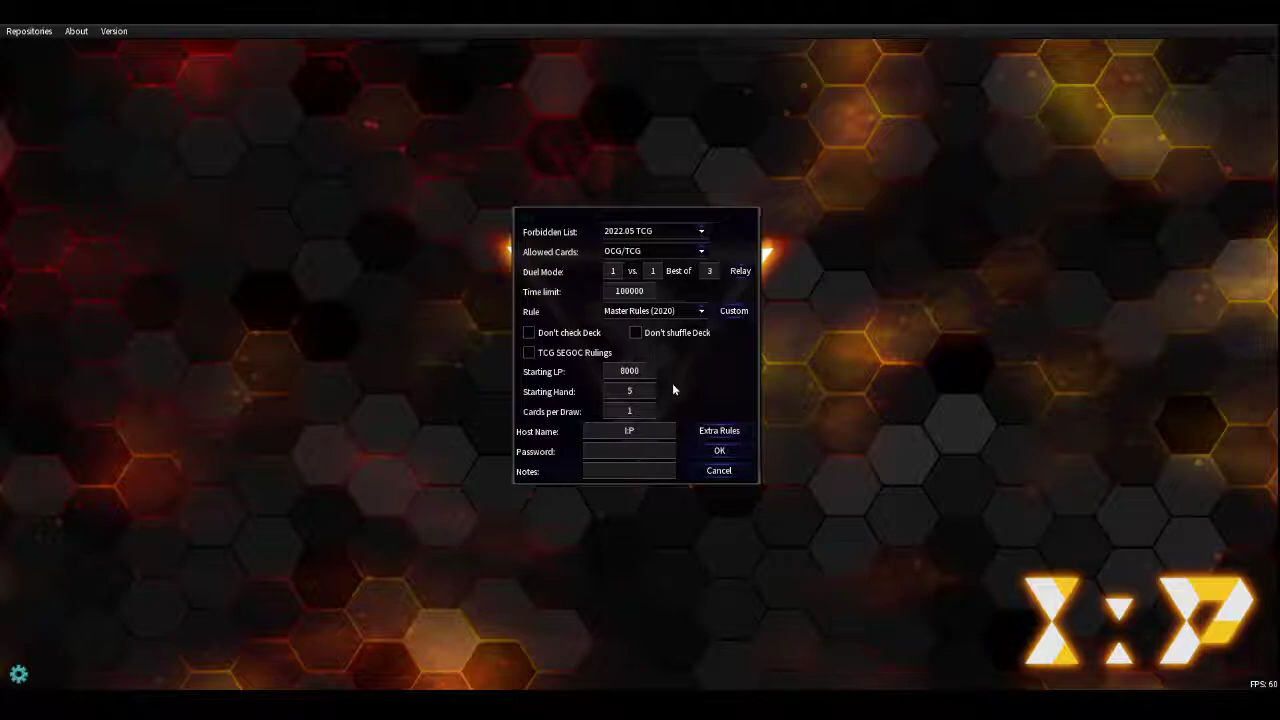 Repositories About Version
Forbidden List: 2022.05 TCG
Allowed Cards: OCG/TCG
Duel Mode: 1 vs. 1 Best of 3 Relay
Time limit: 100000
Rule Master Rules (2020) Custom
Don't check Deck Don't shuffle Deck
TCG SEGOC Rulings
Starting LP: 8000
Starting Hand: 5
Cards per Draw: 1
Host Name: I:P Extra Rules
Password: OK
Notes: Cancel
I:P
FPS: 60